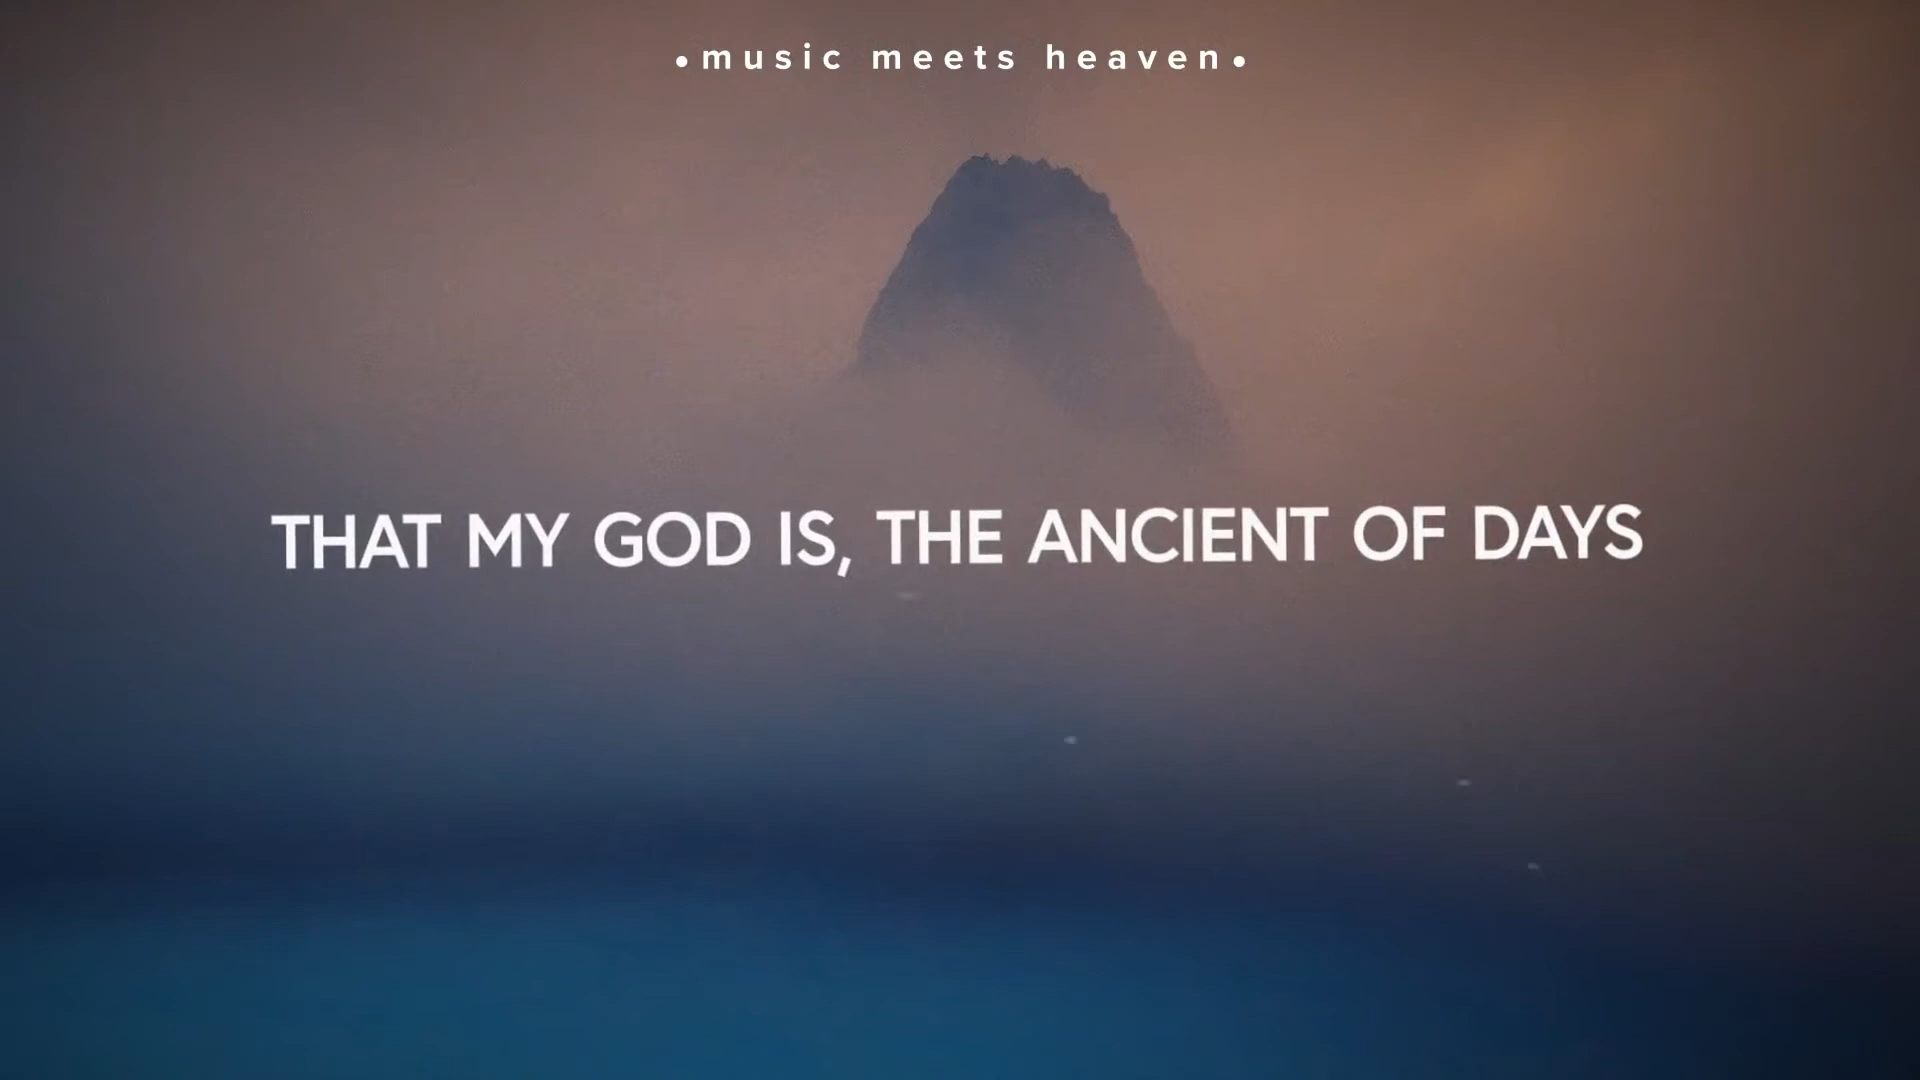 •music meets heaven•
THAT MY GOD IS, THE ANCIENT OF DAYS